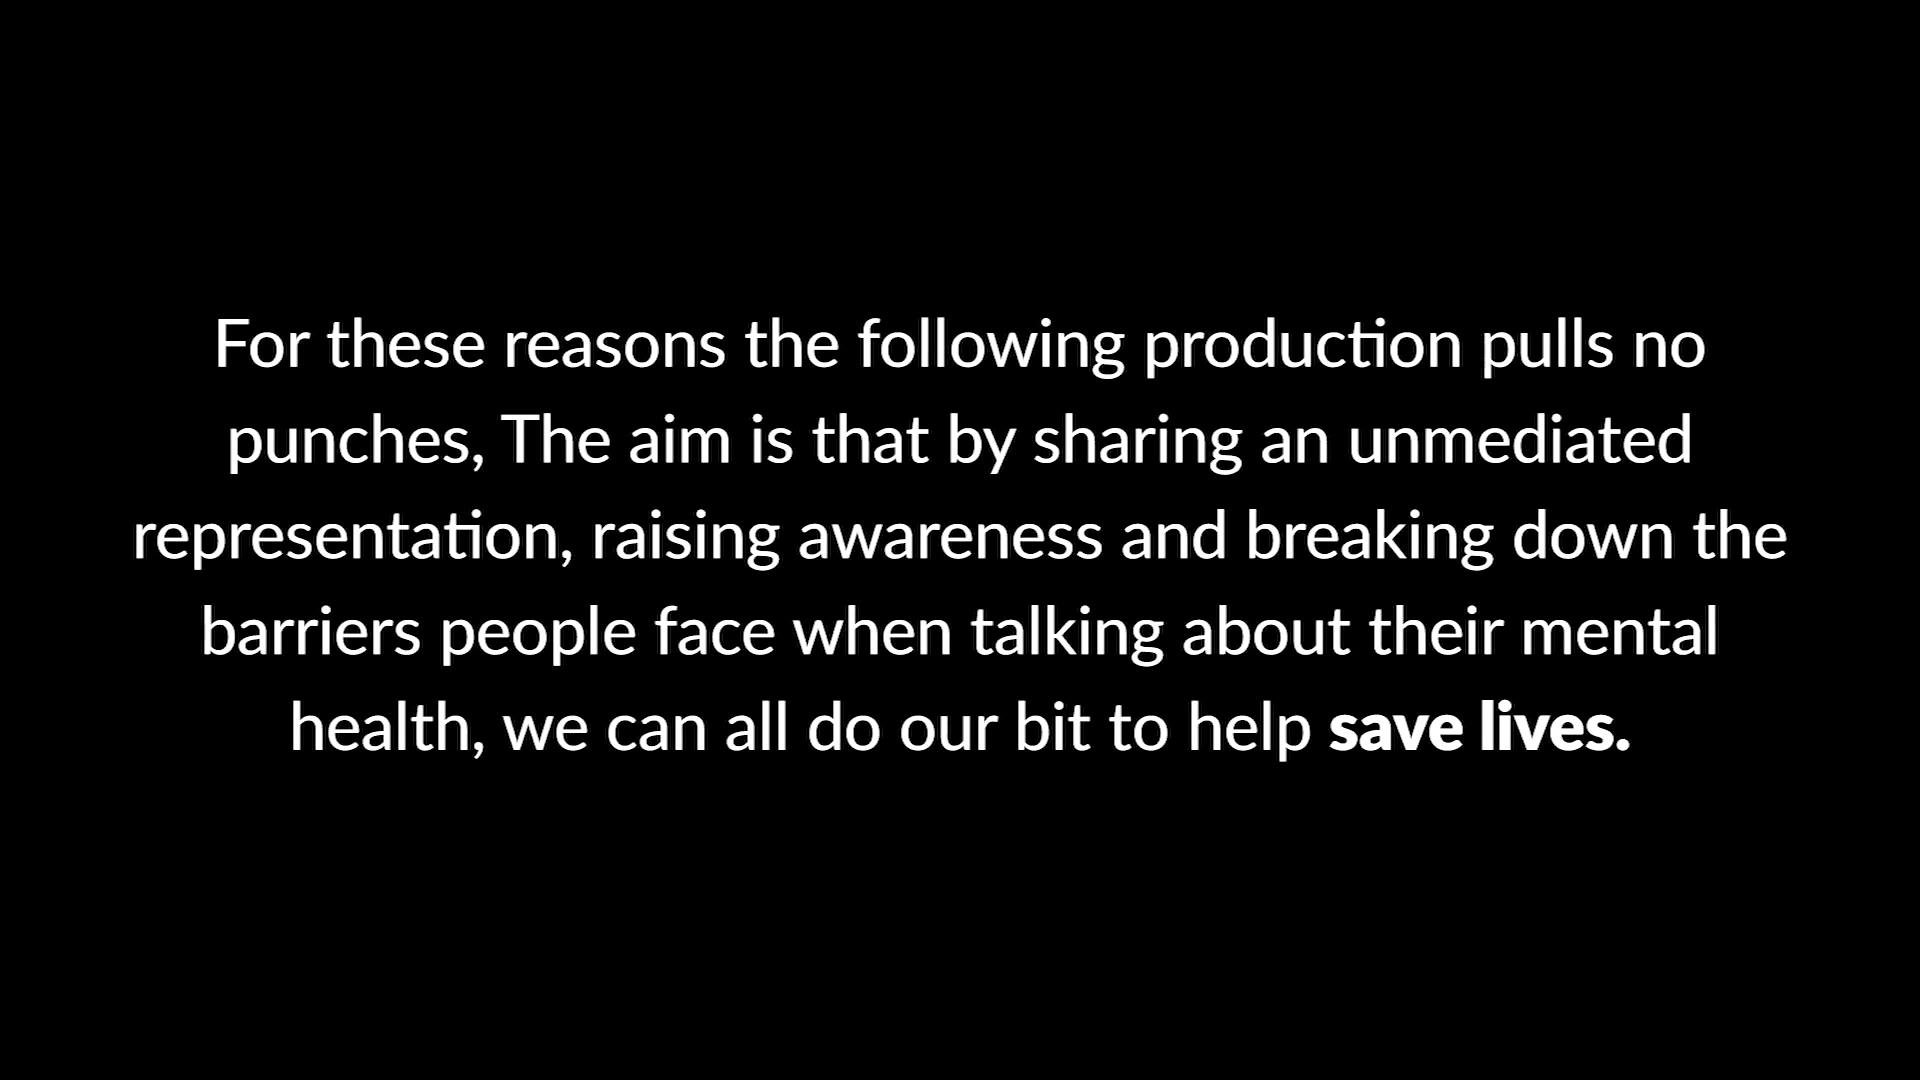 For these reasons the following production pulls no
punches, The aim is that by sharing an unmediated
representation, raising awareness and breaking down the
barriers people face when talking about their mental
health, we can all do our bit to help save lives.